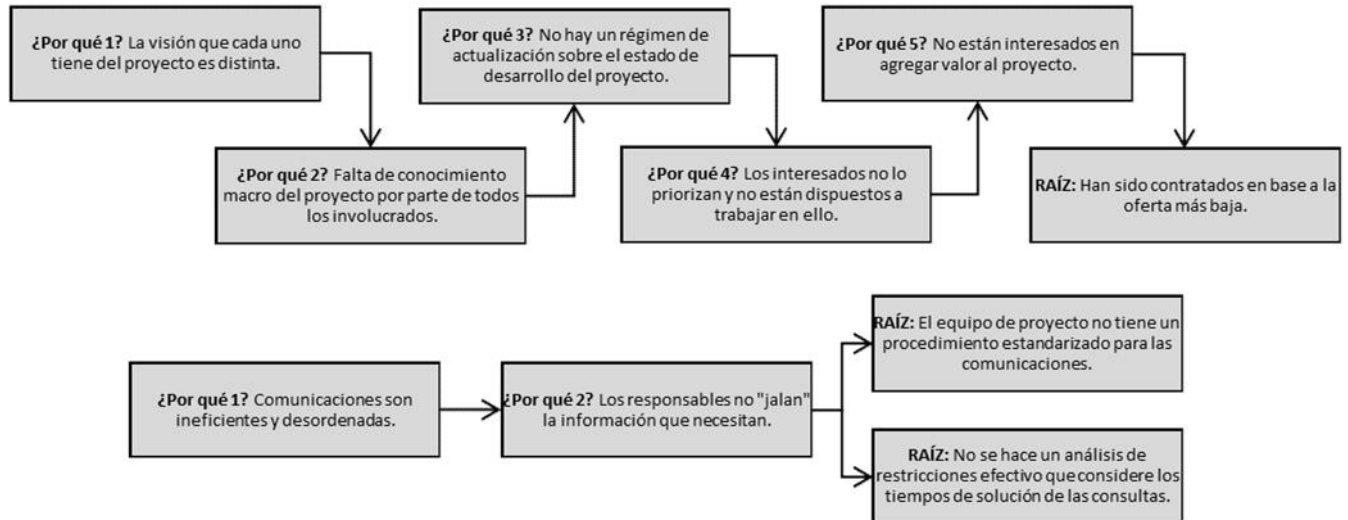 ¿Por qué 1? La visión que cada uno
tiene del proyecto es distinta.
¿Por qué 2? Falta de conocimiento
macro del proyecto por parte de todos
los involucrados.
¿Por qué 3? No hay un régimen de
actualización sobre el estado de
desarrollo del proyecto.
¿Por qué 4? Los interesados no lo
priorizan y no están dispuestos a
trabajar en ello.
¿Por qué 5? No están interesados en
agregar valor al proyecto.
RAÍZ: Han sido contratados en base a la
oferta más baja.
¿Por qué 1? Comunicaciones son
ineficientes y desordenadas.
¿Por qué 2? Los responsables no "jalan"
la información que necesitan.
RAÍZ: El equipo de proyecto no tiene un
procedimiento estandarizado para las
comunicaciones.
RAÍZ: No se hace un análisis de
restricciones efectivo que considere los
tiempos de solución de las consultas.